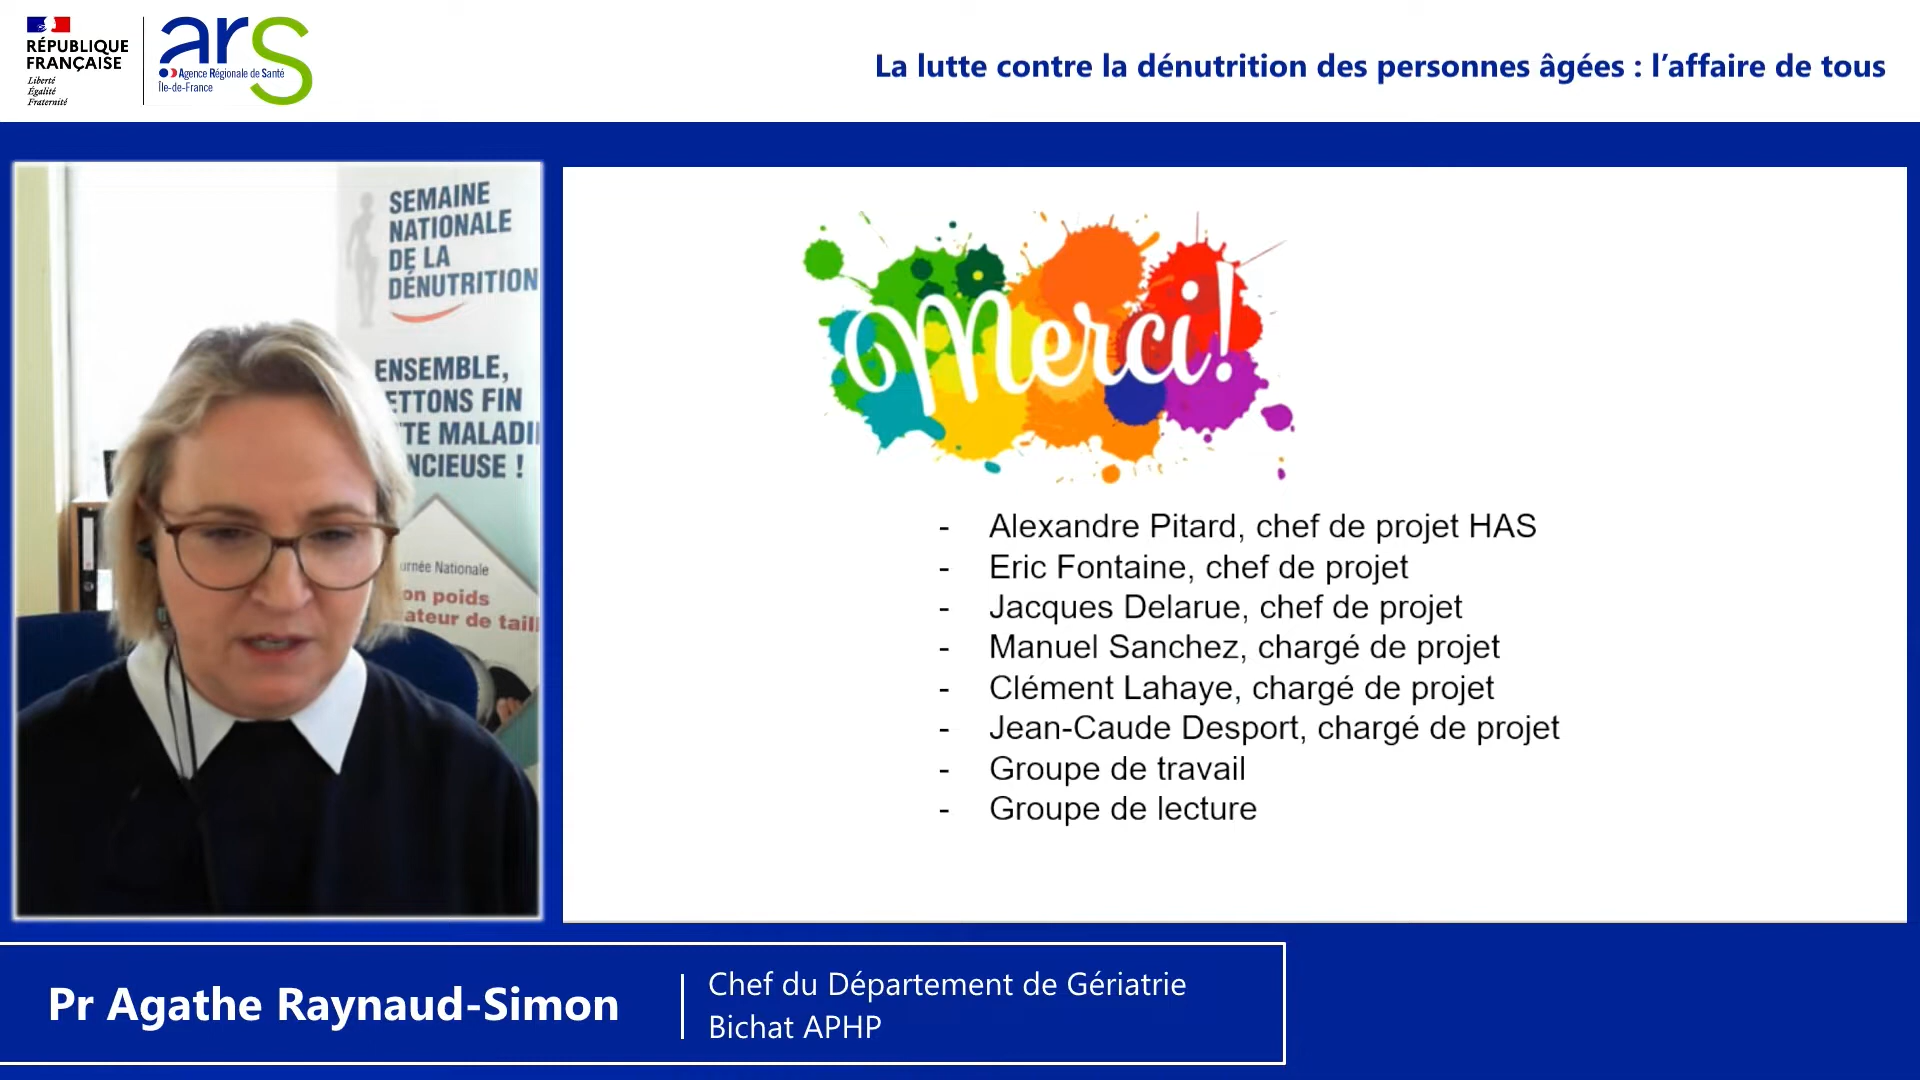 RÉPUBLIQUE
FRANÇAISE
Liberté
Égalité
Fraternité
ars
Agence Régionale de Santé
Île-de-France
La lutte contre la dénutrition des personnes âgées : l’affaire de tous
SEMAINE
NATIONALE
DE LA
DÉNUTRITION
ENSEMBLE,
ETTONS FIN
TE MALADI
NCIEUSE !
urnée Nationale
on poids
ateur de taill
Merci!
- Alexandre Pitard, chef de projet HAS
- Eric Fontaine, chef de projet
- Jacques Delarue, chef de projet
- Manuel Sanchez, chargé de projet
- Clément Lahaye, chargé de projet
- Jean-Caude Desport, chargé de projet
- Groupe de travail
- Groupe de lecture
Pr Agathe Raynaud-Simon
Chef du Département de Gériatrie
Bichat APHP